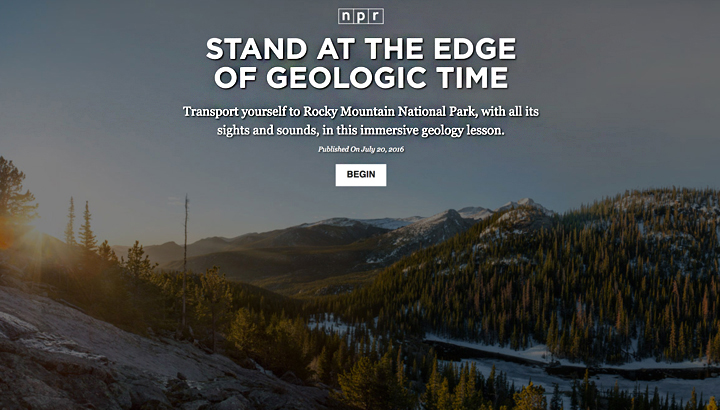 npr
STAND AT THE EDGE
OF GEOLOGIC TIME
Transport yourself to Rocky Mountain National Park, with all its
sights and sounds, in this immersive geology lesson.
Published On July 20, 2016
BEGIN